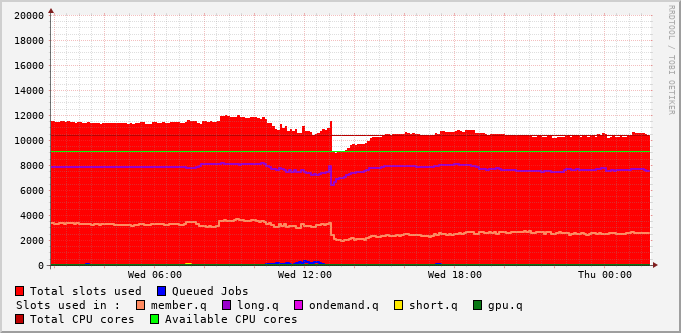 20000
18000
16000
14000
12000
10000
8000
6000
4000
2000
0
RRDTOOL / TOBI OETIKER
Wed 06:00 Wed 12:00 Wed 18:00 Thu 00:00
Total slots used Queued Jobs
Slots used in : member.q long.q ondemand.q short.q gpu.q
Total CPU cores Available CPU cores